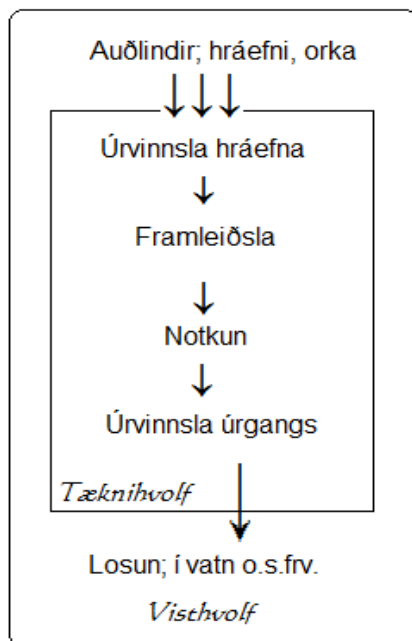 Auðlindir; hráefni, orka
Úrvinnsla hráefna
Framleiðsla
Notkun
Úrvinnsla úrgangs
Tæknihvolf
Losun; í vatn o.s.frv.
Visthvolf